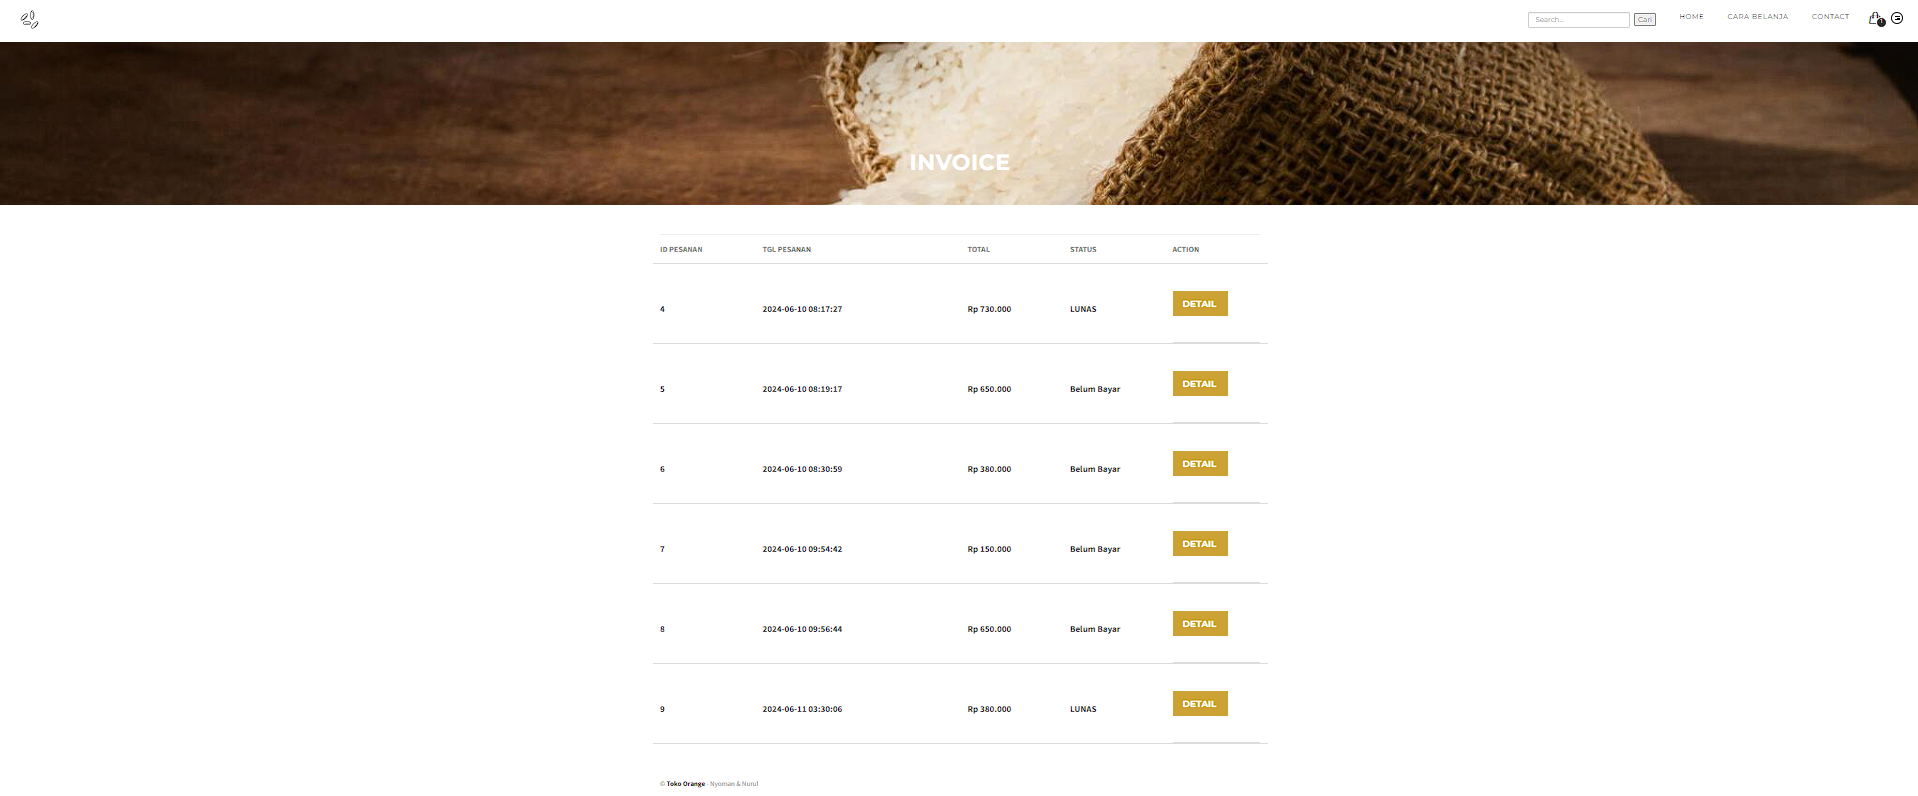 Search... Cari HOME CARA BELANJA CONTACT 1
INVOICE
ID PESANAN TGL PESANAN TOTAL STATUS ACTION
4 2024-06-10 08:17:27 Rp 730.000 LUNAS DETAIL
5 2024-06-10 08:19:17 Rp 650.000 Belum Bayar DETAIL
6 2024-06-10 08:30:59 Rp 380.000 Belum Bayar DETAIL
7 2024-06-10 09:54:42 Rp 150.000 Belum Bayar DETAIL
8 2024-06-10 09:56:44 Rp 650.000 Belum Bayar DETAIL
9 2024-06-11 03:30:06 Rp 380.000 LUNAS DETAIL
© Toko Orange - Nyoman & Nurul